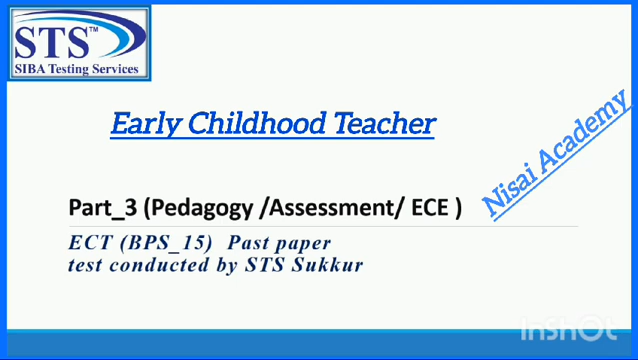 STS™
SIBA Testing Services
Early Childhood Teacher
Nisai Academy
Part_3 (Pedagogy /Assessment/ ECE )
ECT (BPS_15) Past paper
test conducted by STS Sukkur
InShOt